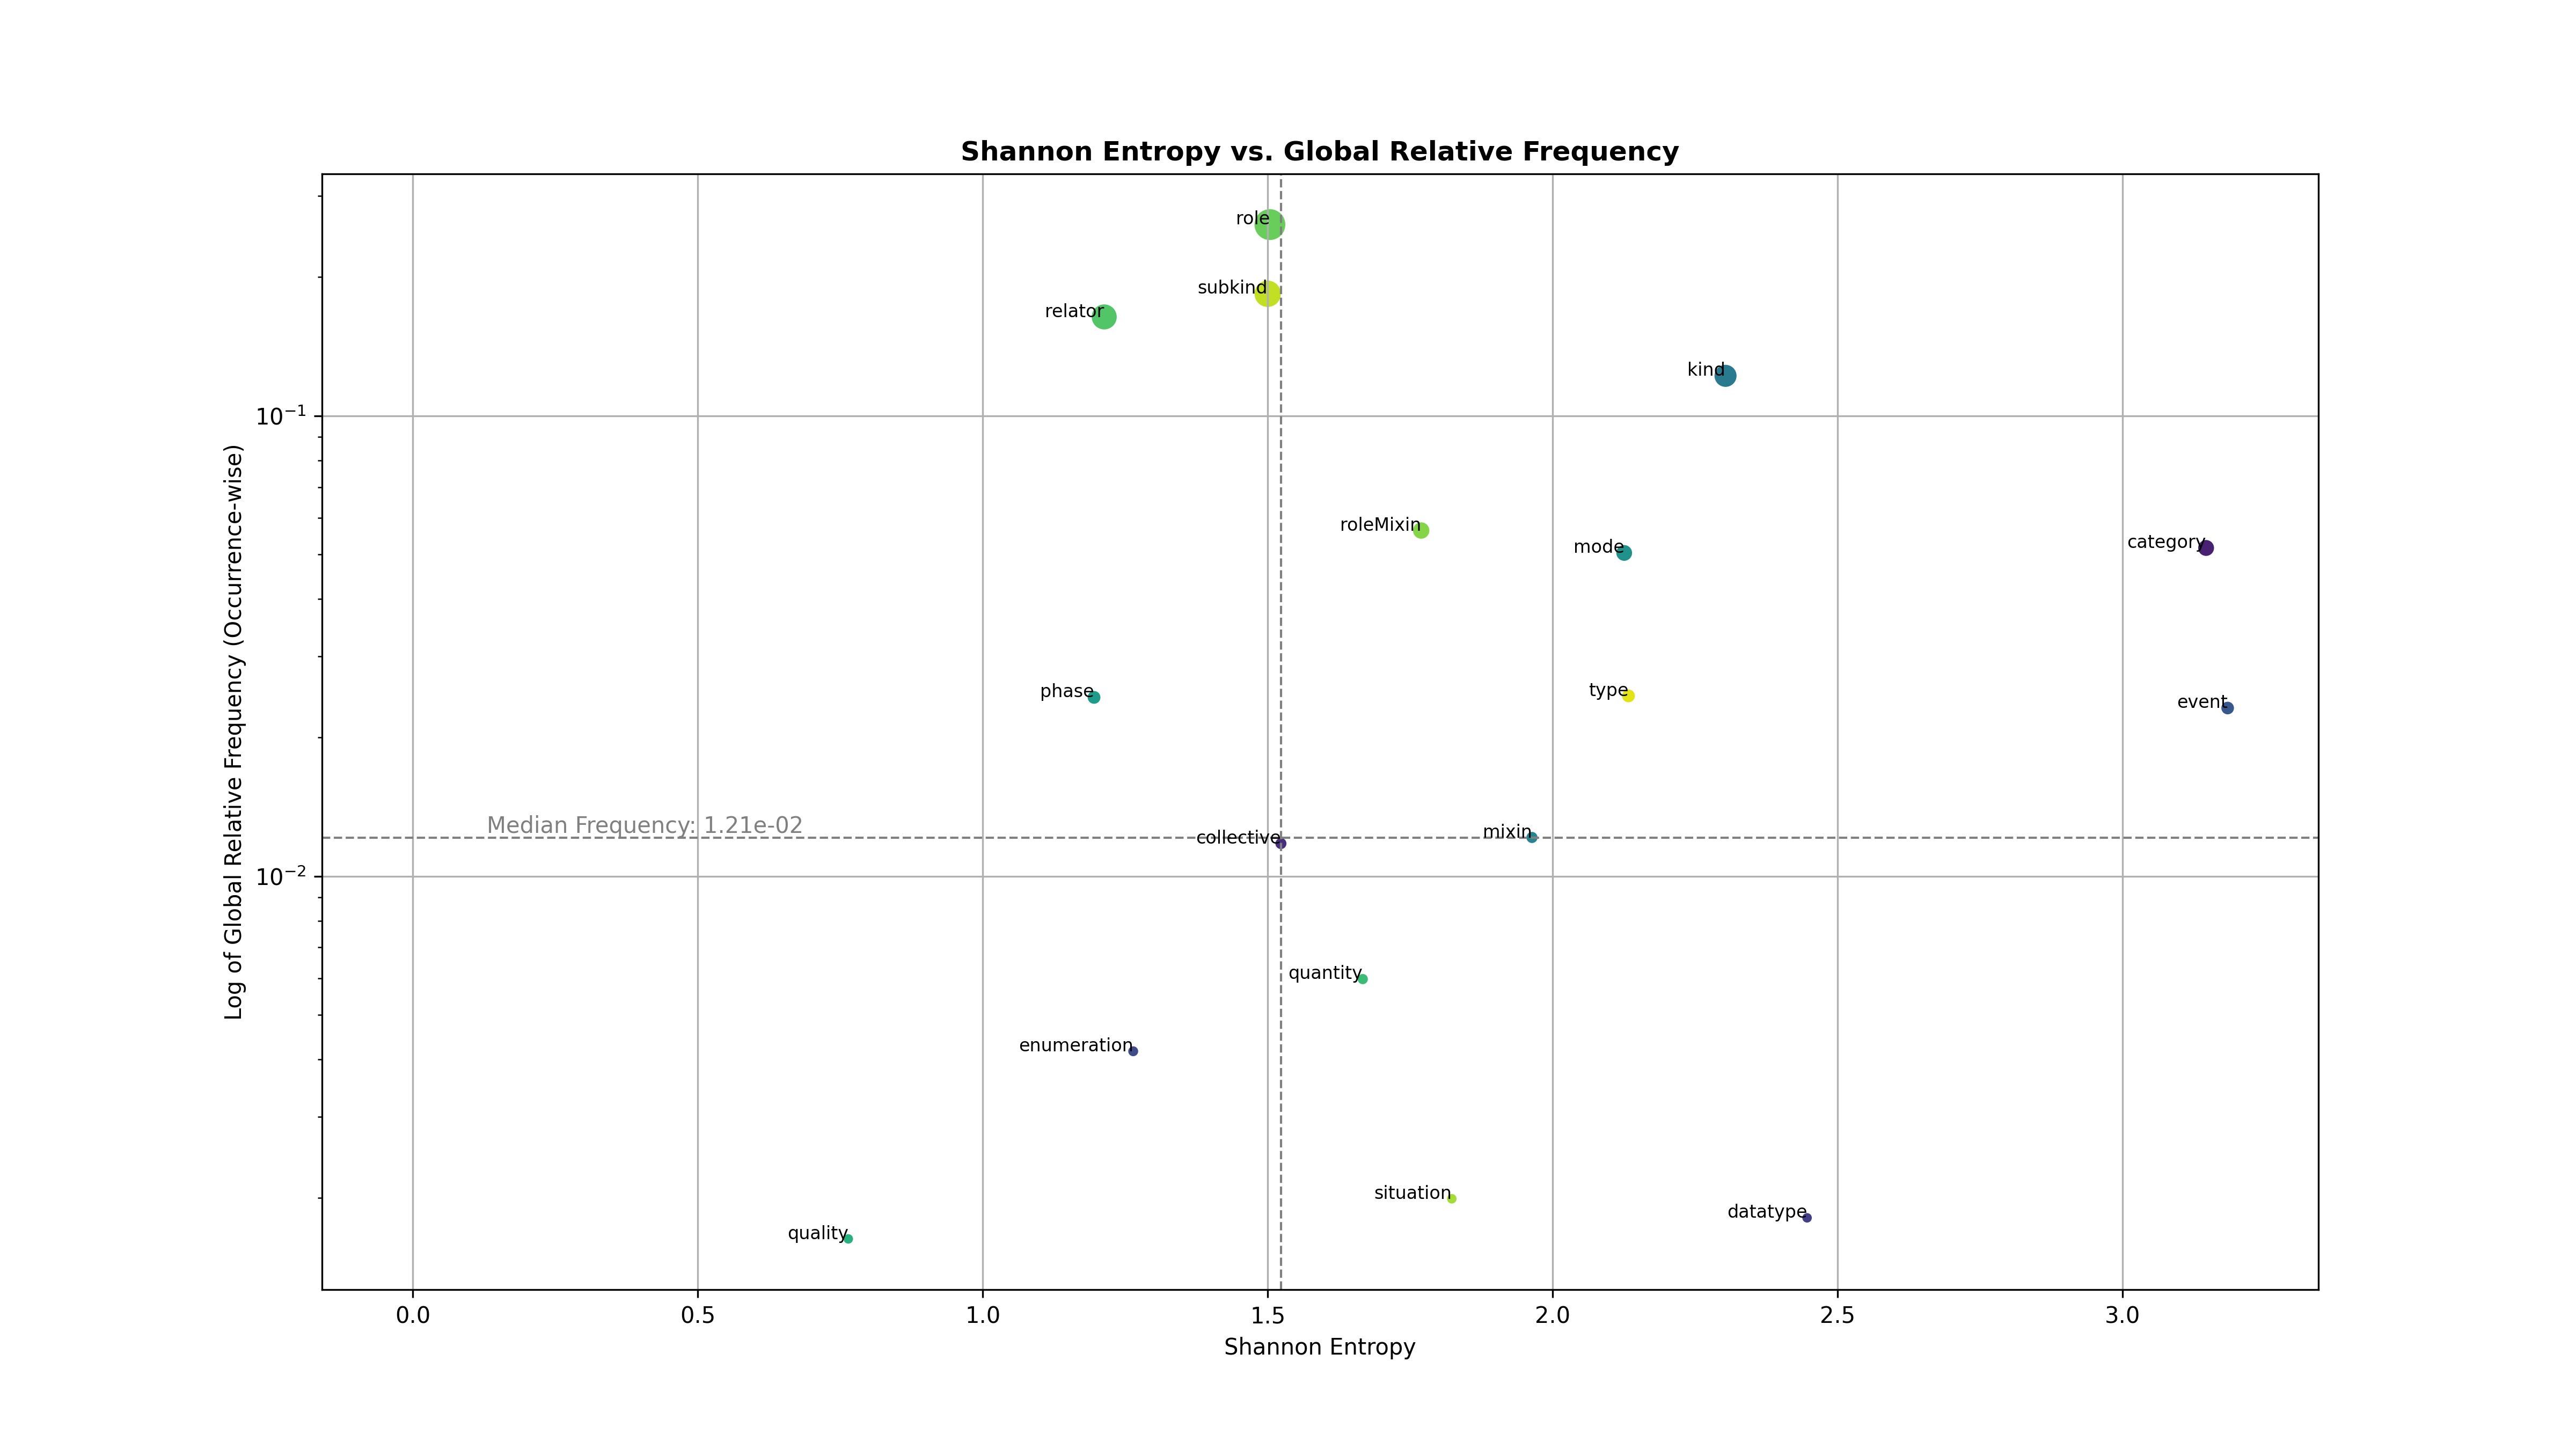 Shannon Entropy vs. Global Relative Frequency
role
subkind
relator
kind
10⁻¹
roleMixin
mode
category
phase
type
event
Median Frequency: 1.21e-02
collective
mixin
10⁻²
quantity
enumeration
situation
datatype
quality
Log of Global Relative Frequency (Occurrence-wise)
0.0 0.5 1.0 1.5 2.0 2.5 3.0
Shannon Entropy